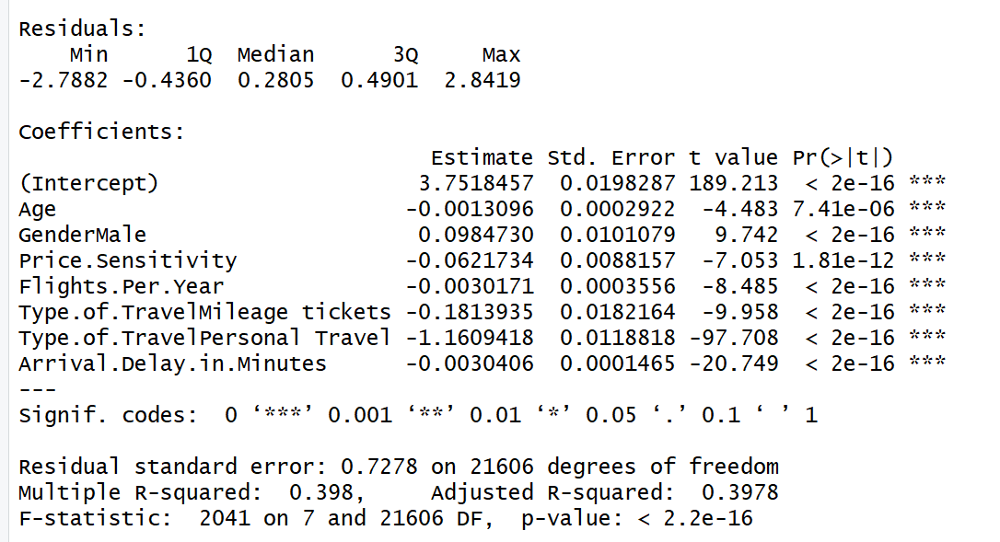 Residuals:
    Min      1Q  Median      3Q     Max
-2.7882 -0.4360  0.2805  0.4901  2.8419
Coefficients:
                                Estimate Std. Error t value Pr(>|t|)
(Intercept)                    3.7518457  0.0198287 189.213  < 2e-16 ***
Age                           -0.0013096  0.0002922  -4.483 7.41e-06 ***
GenderMale                     0.0984730  0.0101079   9.742  < 2e-16 ***
Price.Sensitivity             -0.0621734  0.0088157  -7.053 1.81e-12 ***
Flights.Per.Year              -0.0030171  0.0003556  -8.485  < 2e-16 ***
Type.of.TravelMileage tickets -0.1813935  0.0182164  -9.958  < 2e-16 ***
Type.of.TravelPersonal Travel -1.1609418  0.0118818 -97.708  < 2e-16 ***
Arrival.Delay.in.Minutes      -0.0030406  0.0001465 -20.749  < 2e-16 ***
---
Signif. codes:  0 ‘***’ 0.001 ‘**’ 0.01 ‘*’ 0.05 ‘.’ 0.1 ‘ ’ 1
Residual standard error: 0.7278 on 21606 degrees of freedom
Multiple R-squared:  0.398,     Adjusted R-squared:  0.3978
F-statistic:  2041 on 7 and 21606 DF,  p-value: < 2.2e-16